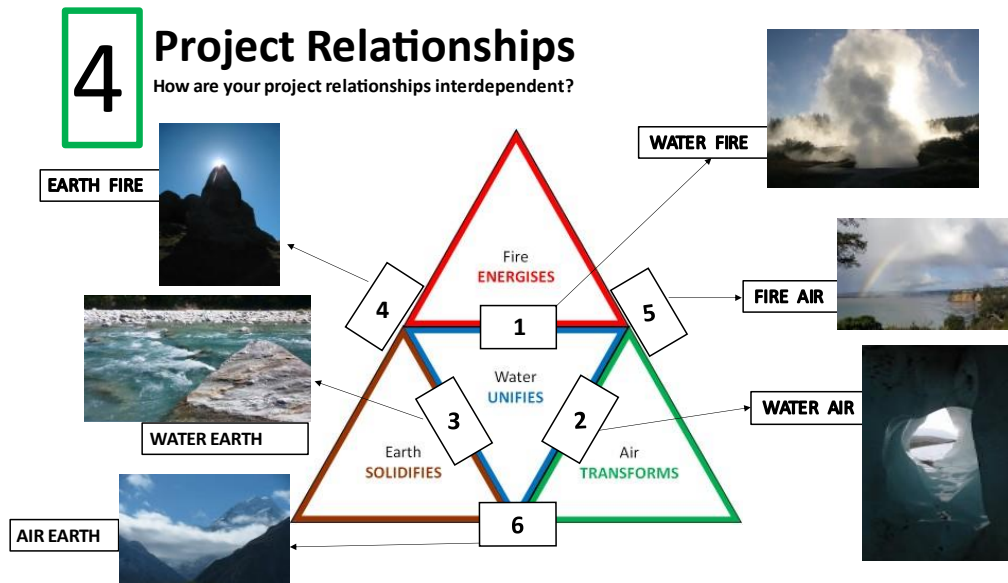 4
Project Relationships
How are your project relationships interdependent?
WATER FIRE
EARTH FIRE
Fire
ENERGISES
4
5
FIRE AIR
1
Water
UNIFIES
3
2
WATER AIR
WATER EARTH
Earth
SOLIDIFIES
Air
TRANSFORMS
6
AIR EARTH